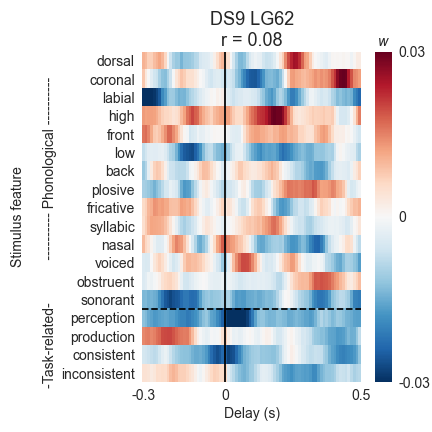 DS9 LG62
r = 0.08
w
dorsal
coronal
labial
high
front
low
back
plosive
fricative
syllabic
nasal
voiced
obstruent
sonorant
perception
production
consistent
inconsistent
Stimulus feature
---------- Phonological ----------
-Task-related-
0.03
0
-0.03
-0.3
0
0.5
Delay (s)